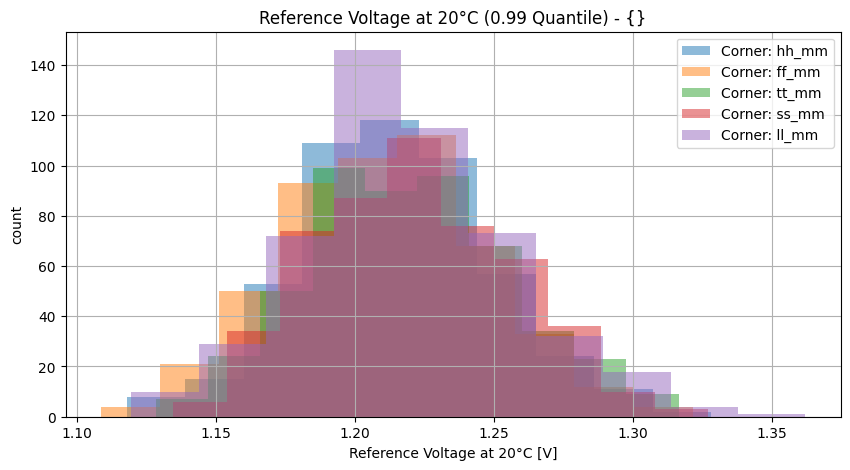 Reference Voltage at 20°C (0.99 Quantile) - {}
Corner: hh_mm
Corner: ff_mm
Corner: tt_mm
Corner: ss_mm
Corner: ll_mm
count
140
120
100
80
60
40
20
0
1.10 1.15 1.20 1.25 1.30 1.35
Reference Voltage at 20°C [V]